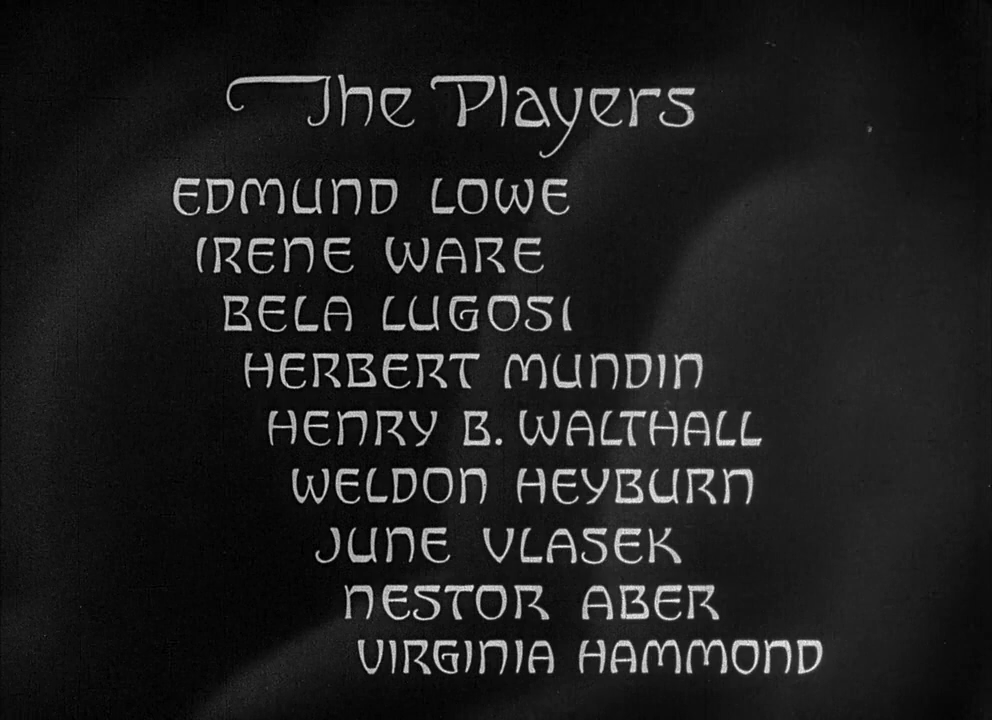 The Players
EDMUND LOWE
IRENE WARE
BELA LUGOSI
HERBERT MUNDIN
HENRY B. WALTHALL
WELDON HEYBURN
JUNE VLASEK
NESTOR ABER
VIRGINIA HAMMOND